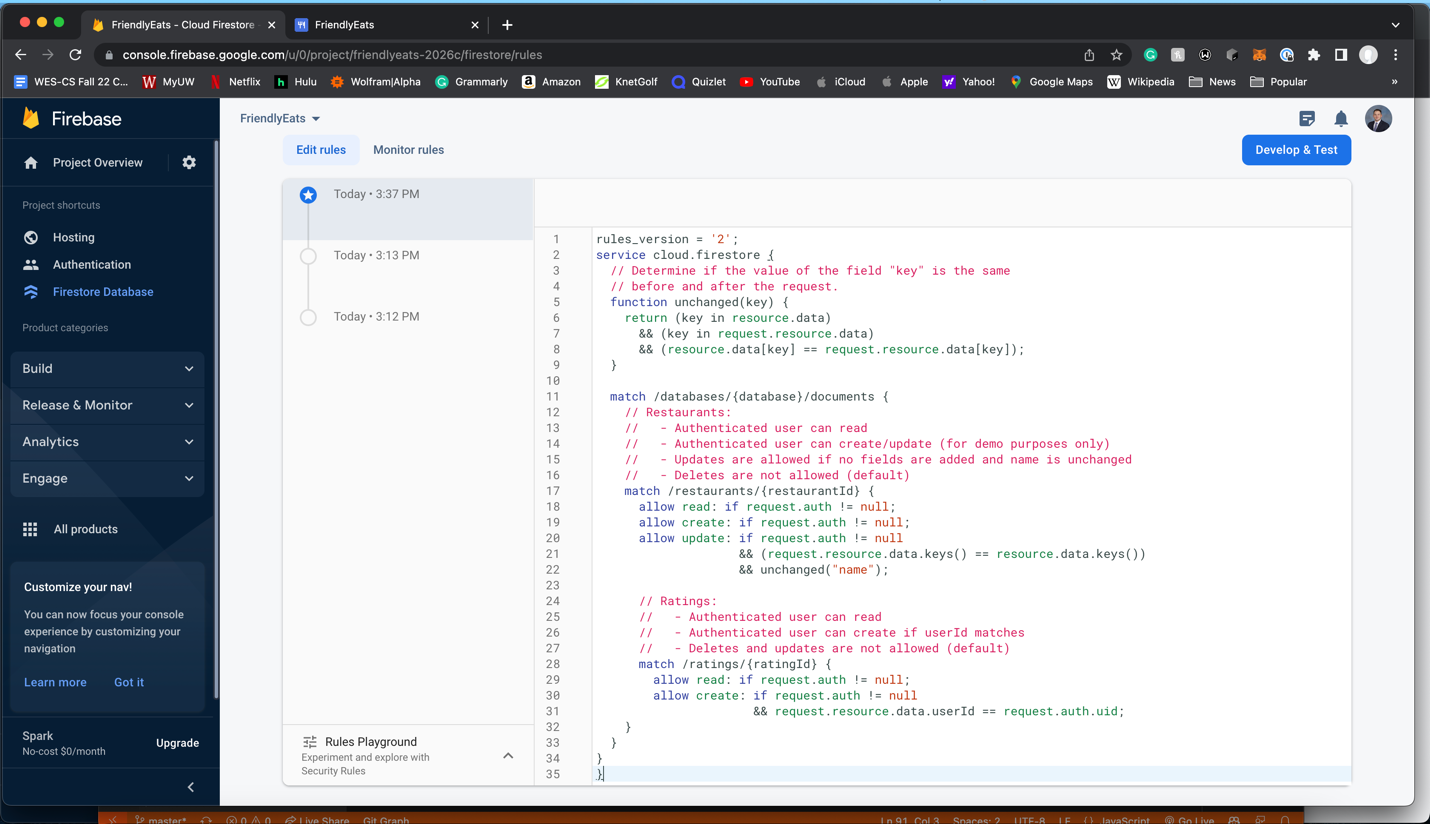 FriendlyEats - Cloud Firestore -
FriendlyEats
console.firebase.google.com/u/0/project/friendlyeats-2026c/firestore/rules
WES-CS Fall 22 C...
MyUW
Netflix
Hulu
Wolfram|Alpha
Grammarly
Amazon
KnetGolf
Quizlet
YouTube
iCloud
Apple
Yahoo!
Google Maps
Wikipedia
News
Popular
»
Firebase
Project Overview
Project shortcuts
Hosting
Authentication
Firestore Database
Product categories
Build
Release & Monitor
Analytics
Engage
All products
Customize your nav!
You can now focus your console
experience by customizing your
navigation
Learn more
Got it
Spark
No-cost $0/month
Upgrade
FriendlyEats
Edit rules
Monitor rules
Develop & Test
Today • 3:37 PM
Today • 3:13 PM
Today • 3:12 PM
Rules Playground
Experiment and explore with
Security Rules
1 rules_version = '2';
2 service cloud.firestore {
3   // Determine if the value of the field "key" is the same
4   // before and after the request.
5   function unchanged(key) {
6     return (key in resource.data)
7       && (key in request.resource.data)
8       && (resource.data[key] == request.resource.data[key]);
9   }
10
11   match /databases/{database}/documents {
12     // Restaurants:
13     //   - Authenticated user can read
14     //   - Authenticated user can create/update (for demo purposes only)
15     //   - Updates are allowed if no fields are added and name is unchanged
16     //   - Deletes are not allowed (default)
17     match /restaurants/{restaurantId} {
18       allow read: if request.auth != null;
19       allow create: if request.auth != null;
20       allow update: if request.auth != null
21                     && (request.resource.data.keys() == resource.data.keys())
22                     && unchanged("name");
23
24       // Ratings:
25       //   - Authenticated user can read
26       //   - Authenticated user can create if userId matches
27       //   - Deletes and updates are not allowed (default)
28       match /ratings/{ratingId} {
29         allow read: if request.auth != null;
30         allow create: if request.auth != null
31                       && request.resource.data.userId == request.auth.uid;
32     }
33   }
34 }
35 }
master*
0
0
Live Share
Git Graph
Ln 91, Col 3
Spaces: 2
UTF-8
LF
JavaScript
Go Live